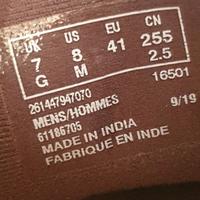 UK US EU CN
7 8 41 255
G M 2.5
16501
261447947070 9/19
MENS/HOMMES
61186705
MADE IN INDIA
FABRIQUE EN INDE